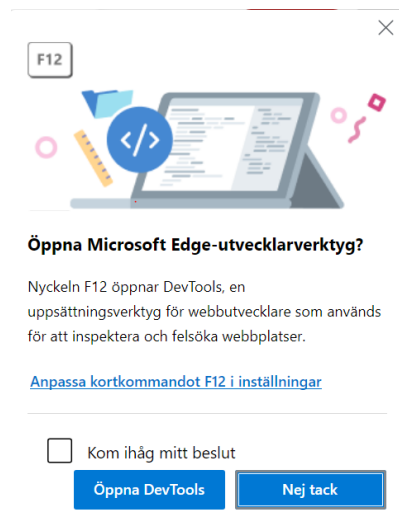 F12
</>
Öppna Microsoft Edge-utvecklarverktyg?
Nyckeln F12 öppnar DevTools, en
uppsättningsverktyg för webbutvecklare som används
för att inspektera och felsöka webbplatser.
Anpassa kortkommandot F12 i inställningar
Kom ihåg mitt beslut
Öppna DevTools
Nej tack